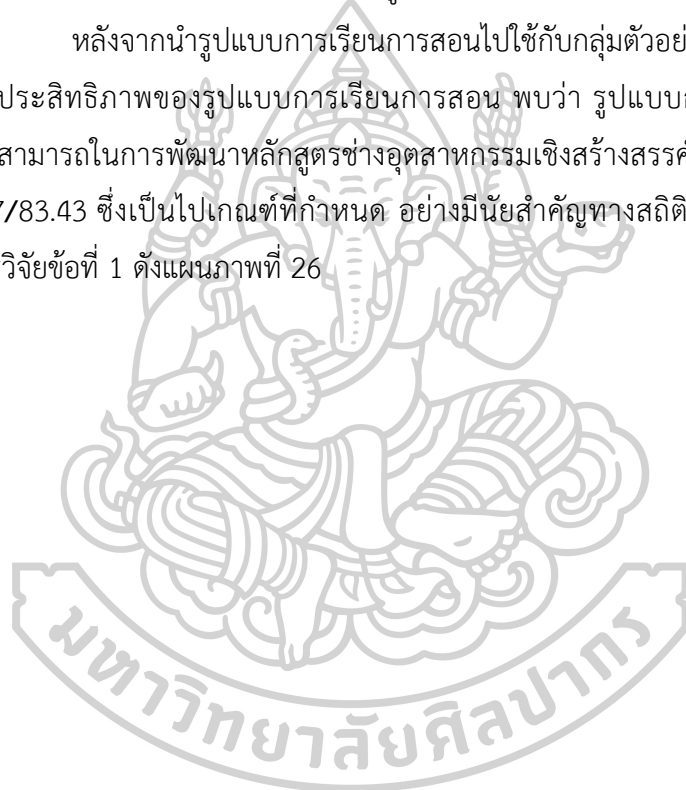 หลังจากนำรูปแบบการเรียนการสอนไปใช้กับกลุ่มตัวอย่
ประสิทธิภาพของรูปแบบการเรียนการสอน พบว่า รูปแบบก
สามารถในการพัฒนาหลักสูตรช่างอุตสาหกรรมเชิงสร้างสรรค์
/83.43 ซึ่งเป็นไปเกณฑ์ที่กำหนด อย่างมีนัยสำคัญทางสถิติ
วิจัยข้อที่ 1 ดังแผนภาพที่ 26
มหาวิทยาลัยศิลปากร